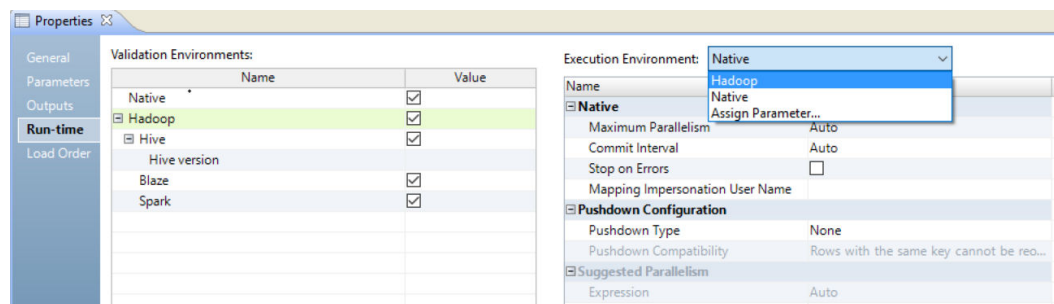 Properties
General
Parameters
Outputs
Run-time
Load Order
Validation Environments:
Name Value
Native
Hadoop
Hive
Hive version
Blaze
Spark
Execution Environment: Native
Hadoop
Native
Assign Parameter...
Name
Native
Maximum Parallelism Auto
Commit Interval Auto
Stop on Errors
Mapping Impersonation User Name
Pushdown Configuration
Pushdown Type None
Pushdown Compatibility Rows with the same key cannot be reo...
Suggested Parallelism
Expression Auto